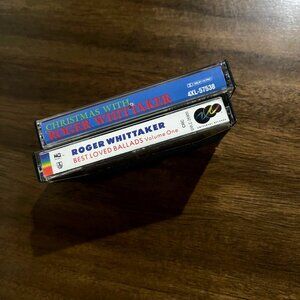 CHRISTMAS WITH
ROGER WHITTAKER
4XL-57538
ROGER WHITTAKER
BEST LOVED BALLADS Volume One